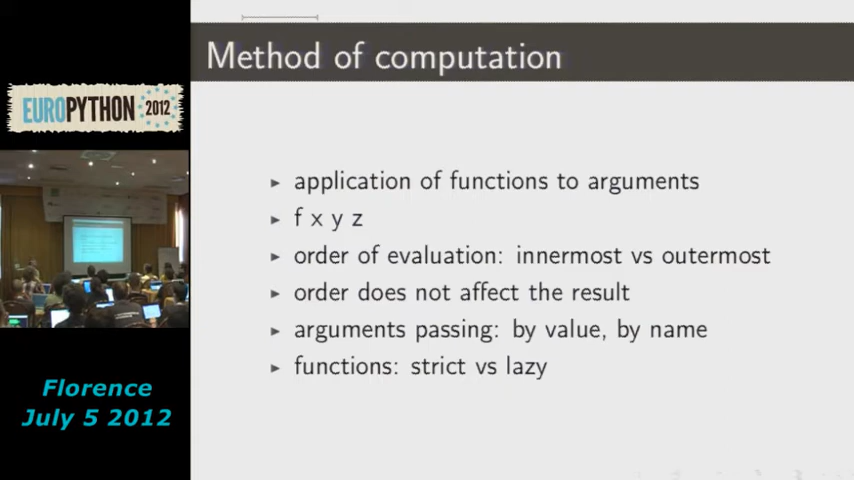 Method of computation
EUROPYTHON 2012
application of functions to arguments
f x y z
order of evaluation: innermost vs outermost
order does not affect the result
arguments passing: by value, by name
functions: strict vs lazy
Florence
July 5 2012